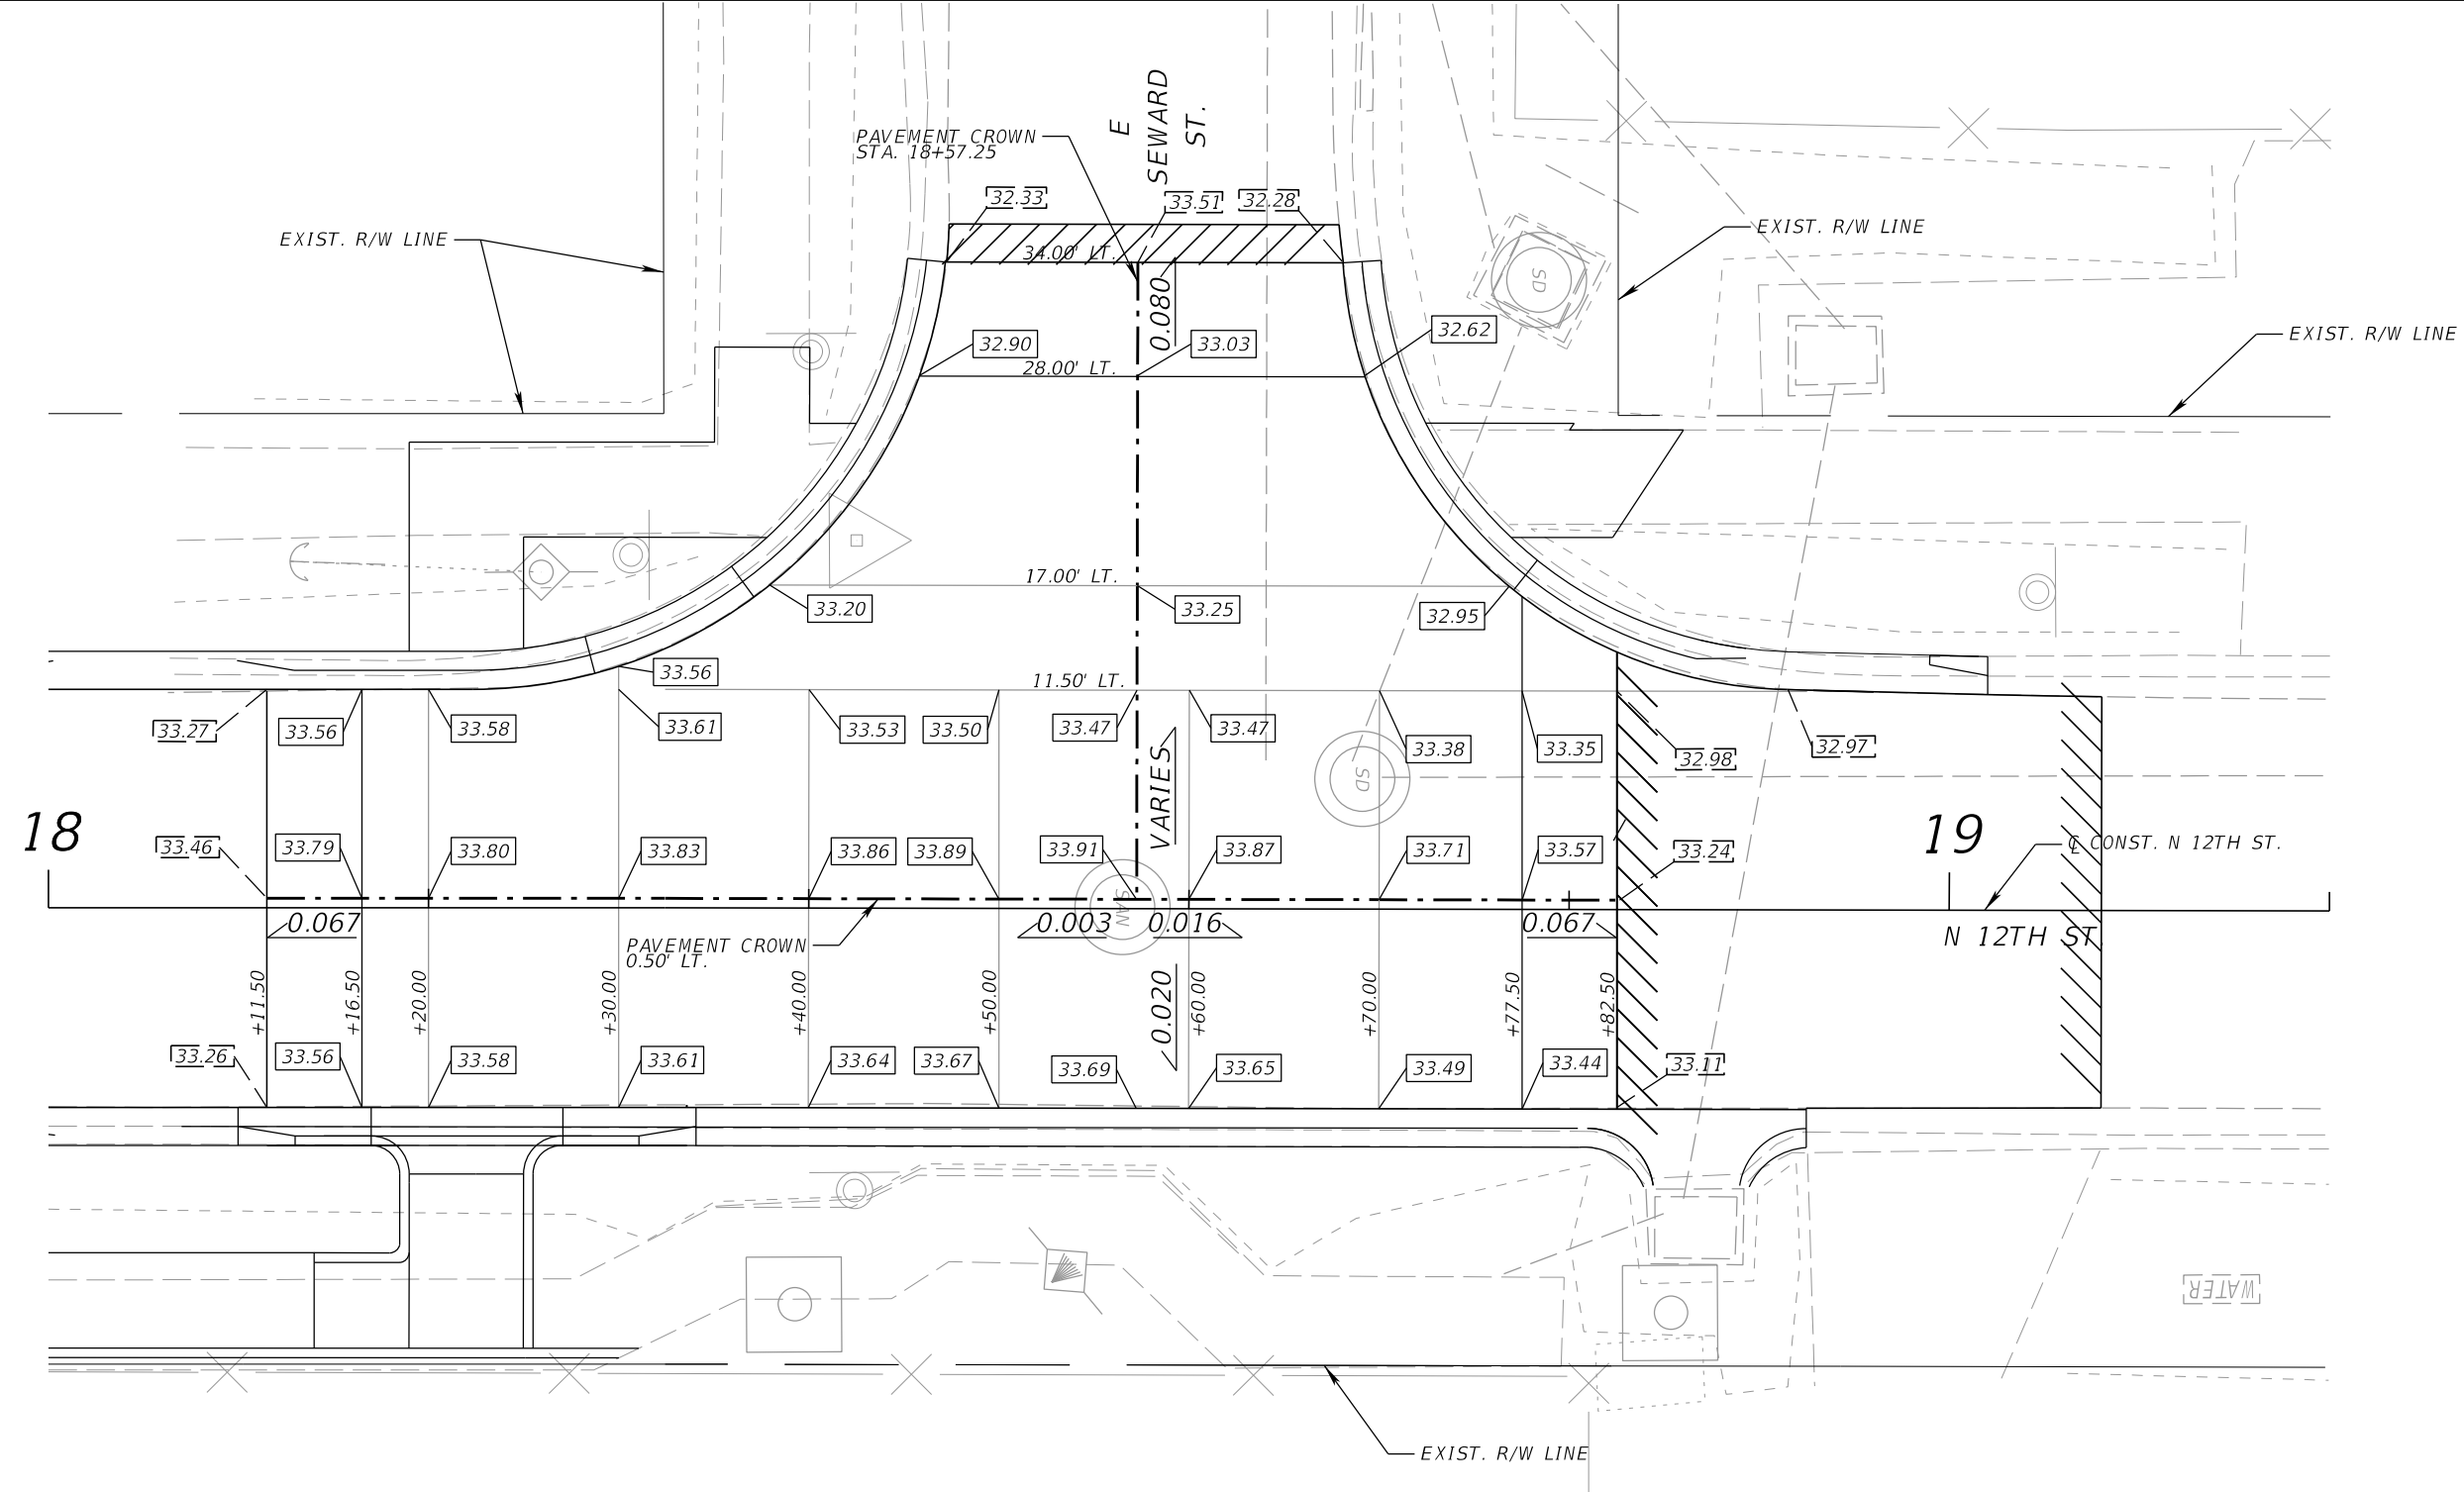 E
SEWARD
ST.
PAVEMENT CROWN
STA. 18+57.25
32.33
33.51
32.28
EXIST. R/W LINE
EXIST. R/W LINE
EXIST. R/W LINE
34.00' LT.
0.080
SD
32.90
33.03
32.62
28.00' LT.
17.00' LT.
33.20
33.25
32.95
33.56
11.50' LT.
33.27
33.56
33.58
33.61
33.53
33.50
33.47
33.47
33.38
33.35
32.98
32.97
VARIES
SD
18
19
33.46
33.79
33.80
33.83
33.86
33.89
33.91
33.87
33.71
33.57
33.24
℄ CONST. N 12TH ST.
SAN
0.067
0.003
0.016
0.067
N 12TH ST.
PAVEMENT CROWN
0.50' LT.
+11.50
+16.50
+20.00
+30.00
+40.00
+50.00
0.020
+60.00
+70.00
+77.50
+82.50
33.26
33.56
33.58
33.61
33.64
33.67
33.69
33.65
33.49
33.44
33.11
WATER
EXIST. R/W LINE